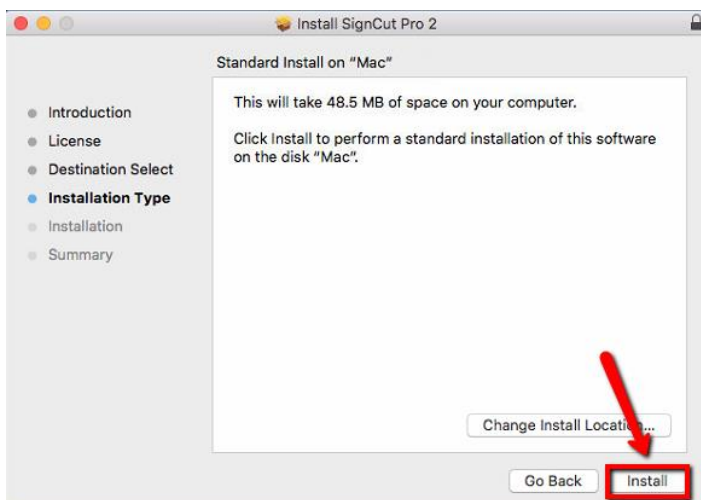 Install SignCut Pro 2
Standard Install on “Mac”
Introduction
License
Destination Select
Installation Type
Installation
Summary
This will take 48.5 MB of space on your computer.
Click Install to perform a standard installation of this software
on the disk “Mac”.
Change Install Location...
Go Back
Install